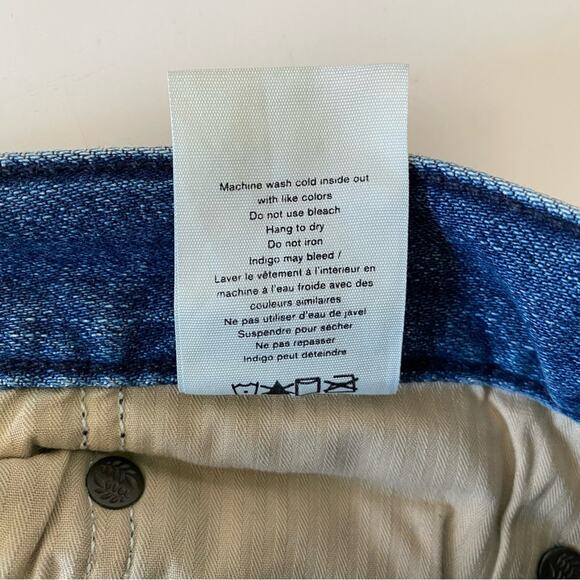 Machine wash cold inside out
with like colors
Do not use bleach
Hang to dry
Do not iron
Indigo may bleed /
Laver le vêtement à l'interieur en
machine à l'eau froide avec des
couleurs similaires
Ne pas utiliser d'eau de javel
Suspendre pour sécher
Ne pas repasser
Indigo peut déteindre